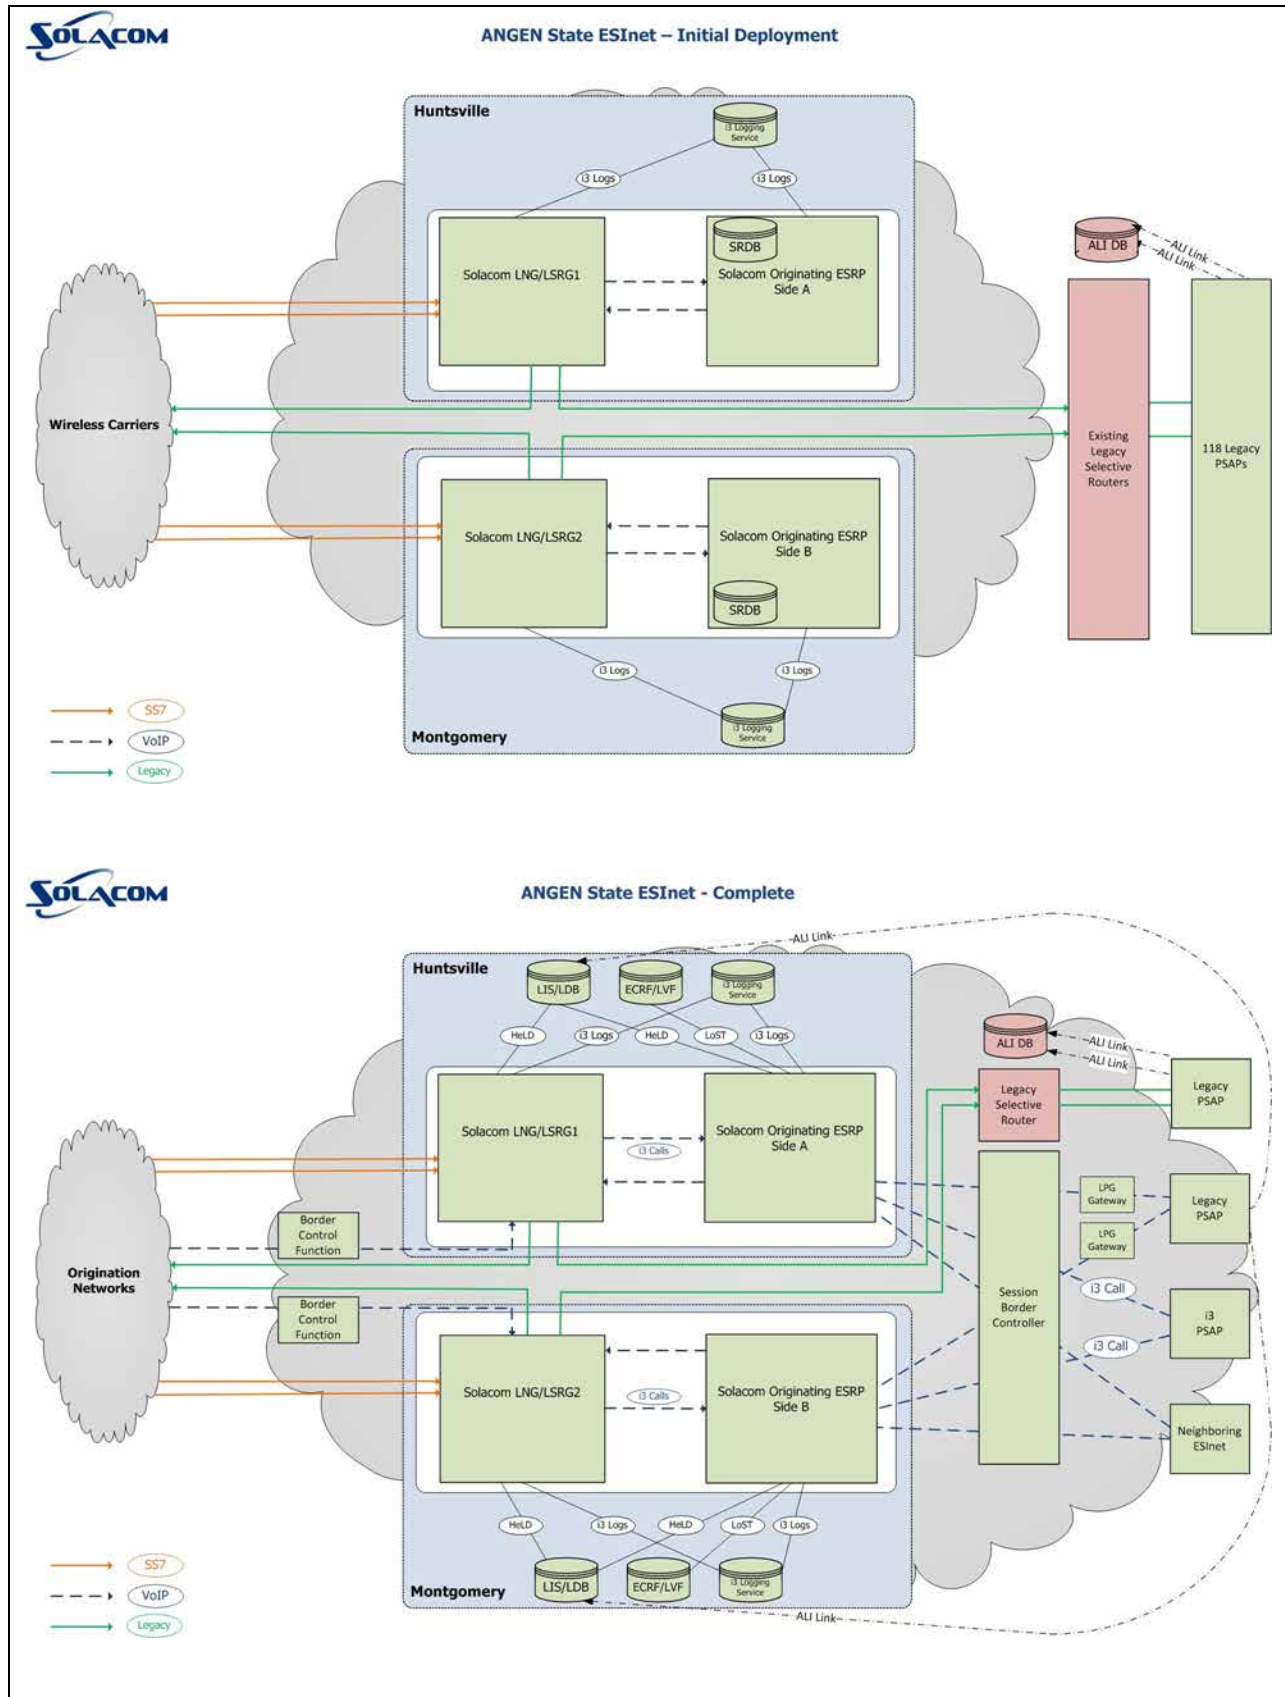 SOLACOM
ANGEN State ESInet – Initial Deployment
Huntsville
i3 Logging
Service
i3 Logs
i3 Logs
SRDB
Solacom LNG/LSRG1
Solacom Originating ESRP
Side A
ALI DB
ALI Link
ALI Link
Wireless Carriers
Existing
Legacy
Selective
Routers
118 Legacy
PSAPs
Solacom LNG/LSRG2
Solacom Originating ESRP
Side B
SRDB
i3 Logs
i3 Logs
i3 Logging
Service
Montgomery
SS7
VoIP
Legacy
SOLACOM
ANGEN State ESInet - Complete
ALI Link
Huntsville
LIS/LDB
ECRF/LVF
i3 Logging
Service
HeLD
i3 Logs
HeLD
LoST
i3 Logs
ALI DB
ALI Link
ALI Link
Legacy
Selective
Router
Legacy
PSAP
Solacom LNG/LSRG1
i3 Calls
Solacom Originating ESRP
Side A
LPG
Gateway
LPG
Gateway
Legacy
PSAP
Border
Control
Function
Origination
Networks
Border
Control
Function
Session
Border
Controller
i3 Call
i3 Call
i3
PSAP
Solacom LNG/LSRG2
i3 Calls
Solacom Originating ESRP
Side B
Neighboring
ESInet
HeLD
i3 Logs
HeLD
LoST
i3 Logs
LIS/LDB
ECRF/LVF
i3 Logging
Service
Montgomery
ALI Link
SS7
VoIP
Legacy